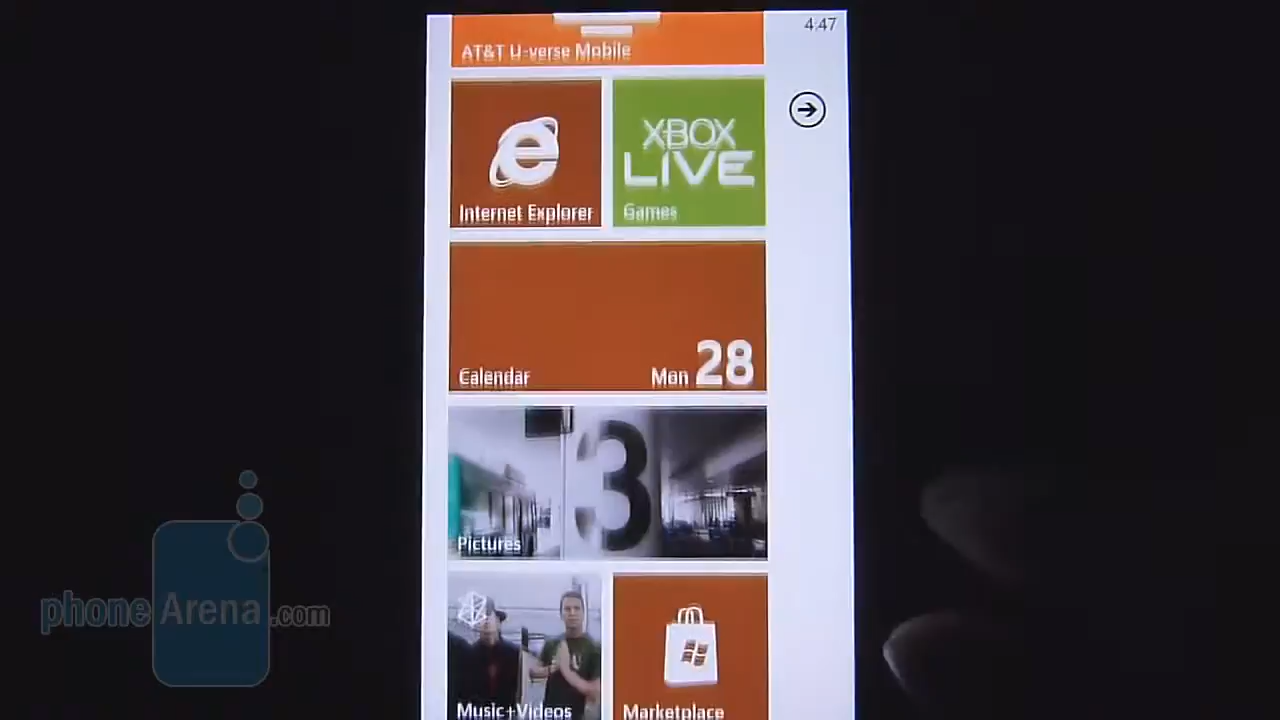 4:47
AT&T U-verse Mobile
XBOX
LIVE
Internet Explorer
Games
Calendar
Mon 28
3
Pictures
phoneArena.com
Music+Videos
Marketplace